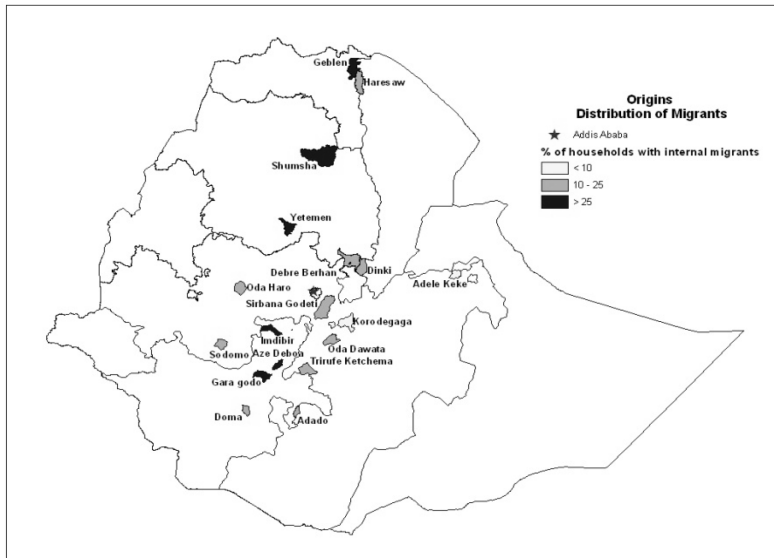 Geblen
Haresaw
Origins
Distribution of Migrants
Addis Ababa
% of households with internal migrants
< 10
10 - 25
> 25
Shumsha
Yetemen
Debre Berhan
Dinki
Adele Keke
Oda Haro
Sirbana Godeti
Korodegaga
Imdibir
Oda Dawata
Sodomo
Aze Deboa
Trirufe Ketchema
Gara godo
Doma
Adado